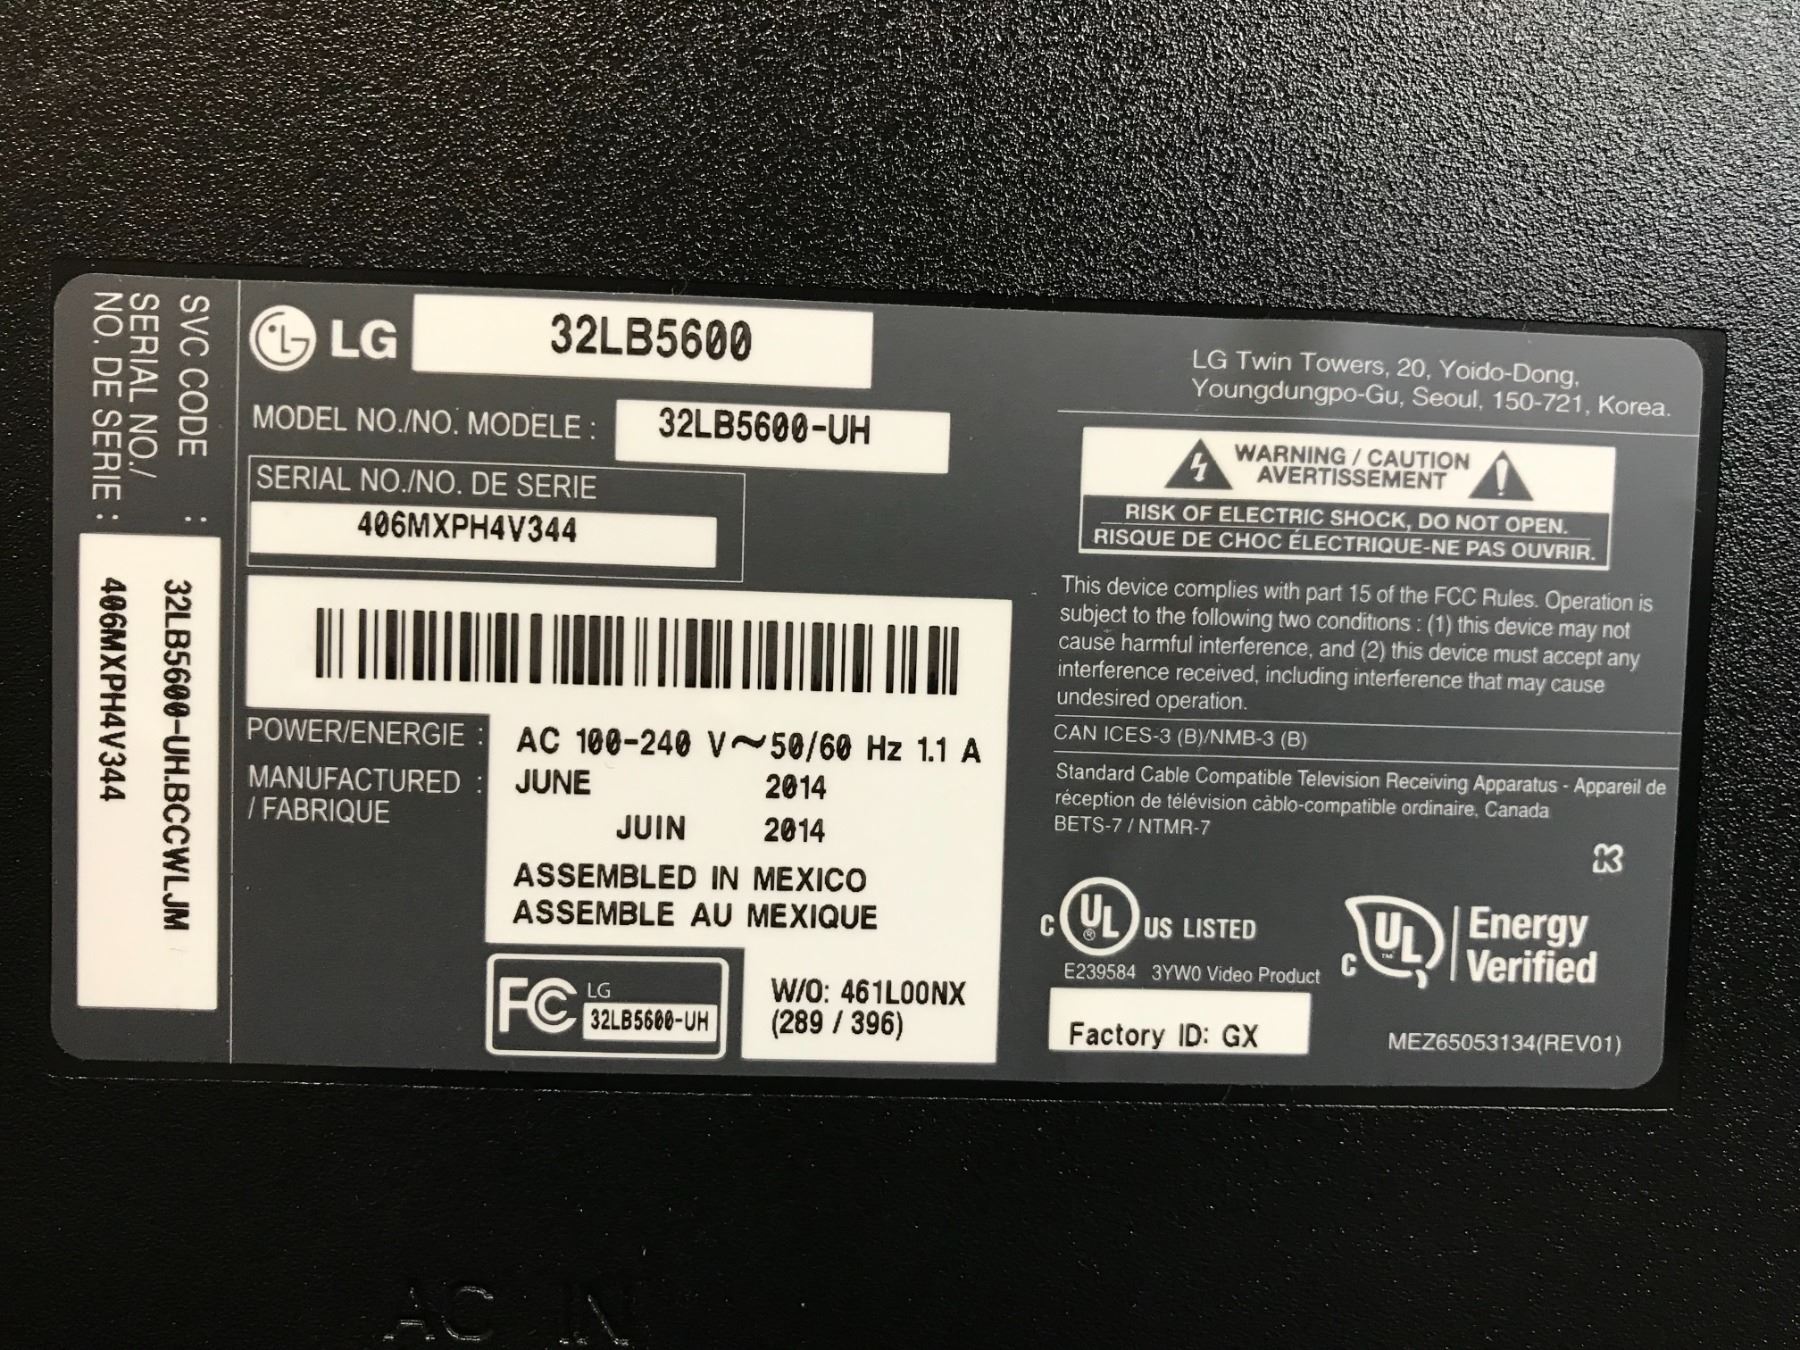 SVC CODE : 32LB5600-UH.BCCWLJM
SERIAL NO./
NO. DE SERIE : 406MXPH4V344
LG 32LB5600
MODEL NO./NO. MODELE : 32LB5600-UH
SERIAL NO./NO. DE SERIE
406MXPH4V344
POWER/ENERGIE : AC 100-240 V~50/60 Hz 1.1 A
MANUFACTURED : JUNE 2014
/ FABRIQUE
JUIN 2014
ASSEMBLED IN MEXICO
ASSEMBLE AU MEXIQUE
FC LG
32LB5600-UH
W/O: 461L00NX
(289 / 396)
LG Twin Towers, 20, Yoido-Dong,
Youngdungpo-Gu, Seoul, 150-721, Korea.
WARNING / CAUTION
AVERTISSEMENT
RISK OF ELECTRIC SHOCK, DO NOT OPEN.
RISQUE DE CHOC ÉLECTRIQUE-NE PAS OUVRIR.
This device complies with part 15 of the FCC Rules. Operation is
subject to the following two conditions : (1) this device may not
cause harmful interference, and (2) this device must accept any
interference received, including interference that may cause
undesired operation.
CAN ICES-3 (B)/NMB-3 (B)
Standard Cable Compatible Television Receiving Apparatus - Appareil de
réception de télévision câblo-compatible ordinaire, Canada
BETS-7 / NTMR-7
C UL ® US LISTED
E239584 3YW0 Video Product
C UL ™ Energy
Verified
Factory ID: GX
MEZ65053134(REV01)
AC IN